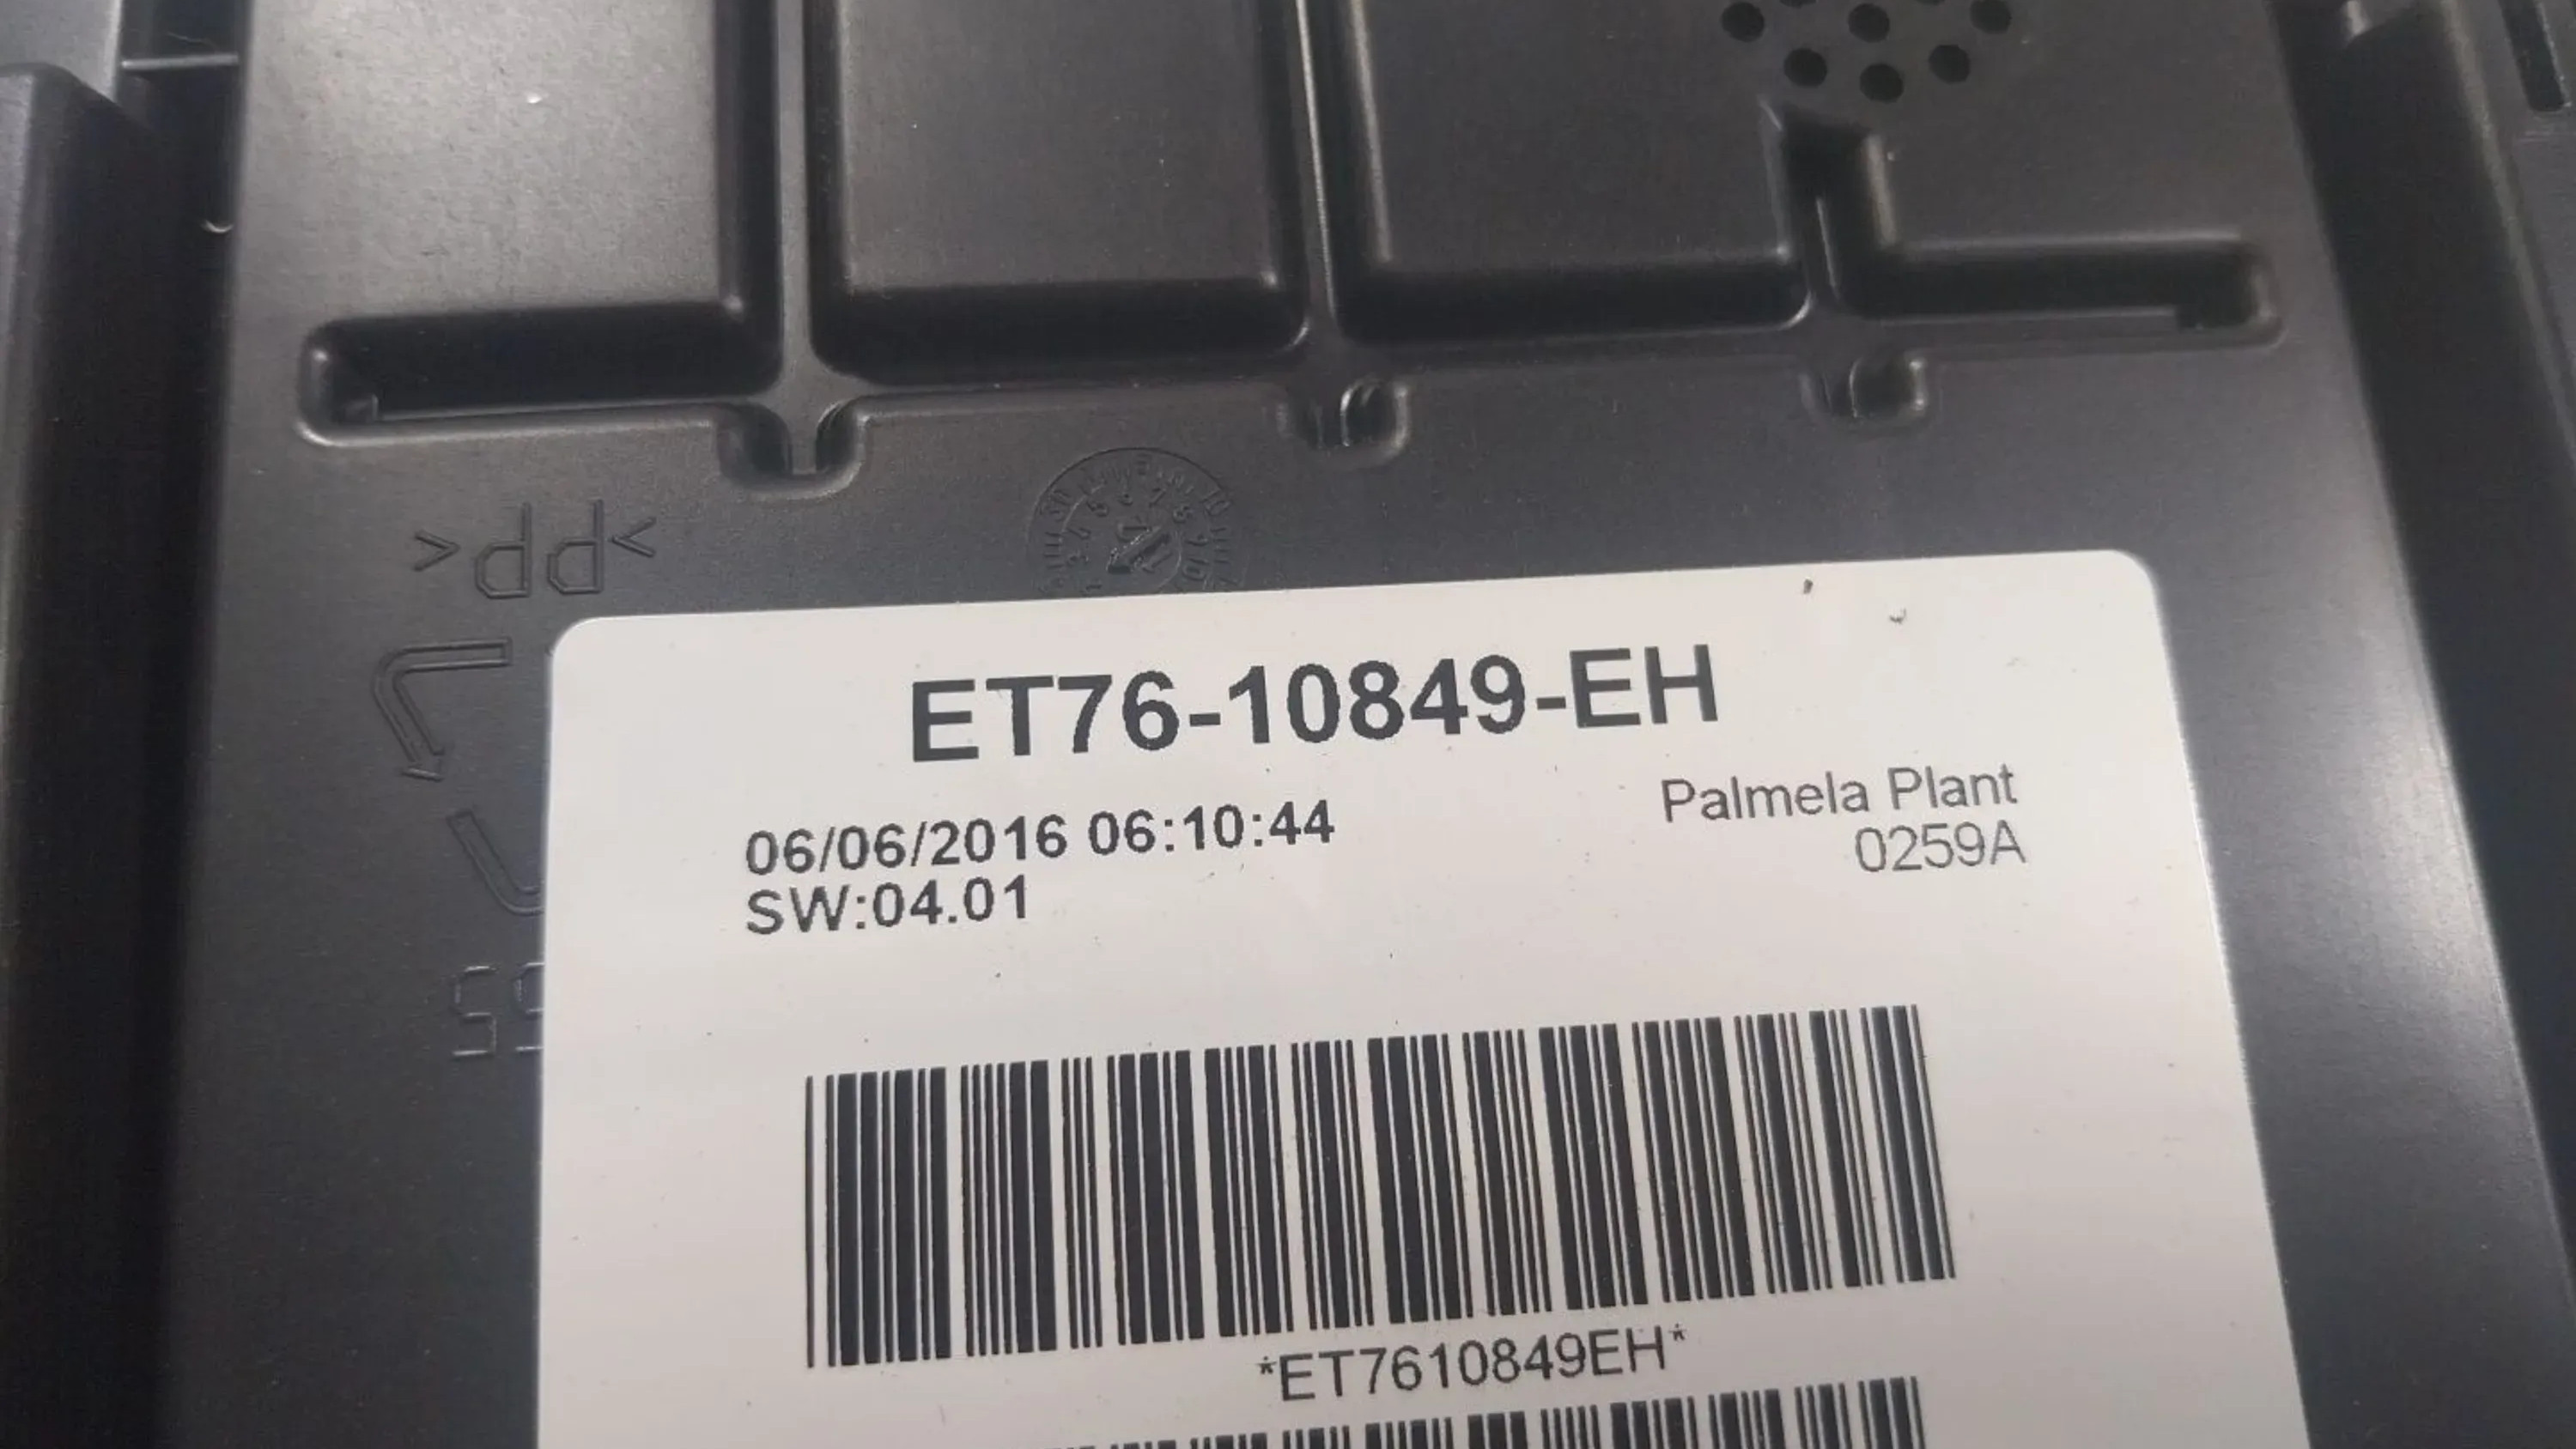 >PP<
ET76-10849-EH
06/06/2016 06:10:44
Palmela Plant
0259A
SW:04.01
*ET7610849EH*